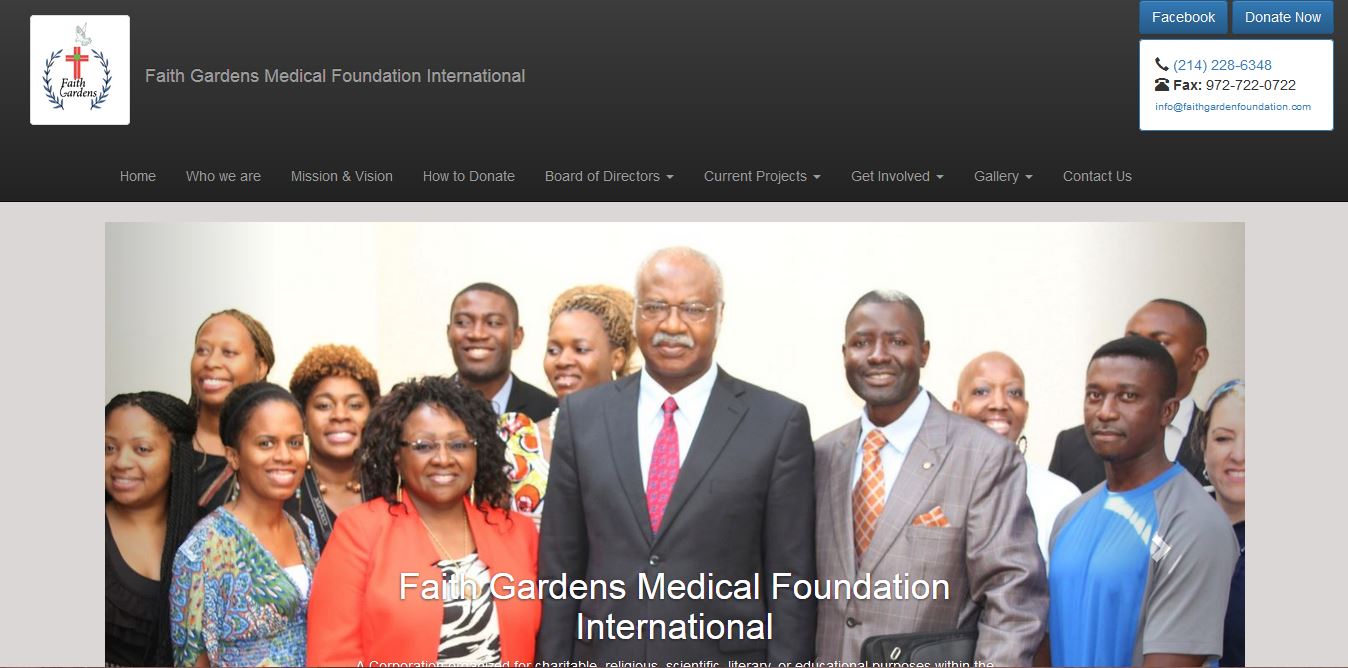 Facebook
Donate Now
Faith
Gardens
Faith Gardens Medical Foundation International
(214) 228-6348
Fax: 972-722-0722
info@faithgardenfoundation.com
Home
Who we are
Mission & Vision
How to Donate
Board of Directors
Current Projects
Get Involved
Gallery
Contact Us
Faith Gardens Medical Foundation
International
A Corporation organized for charitable, religious, scientific, literary, or educational purposes within the